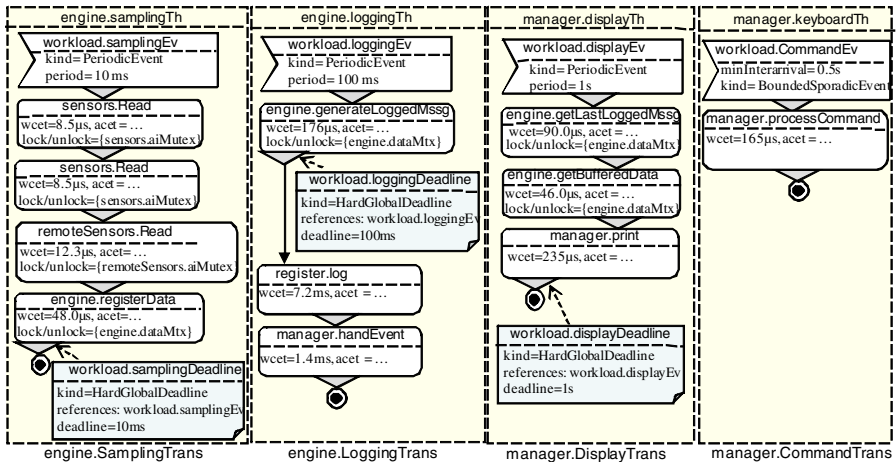 engine.samplingTh
workload.samplingEv
kind= PeriodicEvent
period= 10 ms
sensors.Read
wcet=8.5µs, acet = …
lock/unlock={sensors.aiMutex}
sensors.Read
wcet=8.5µs, acet = …
lock/unlock={sensors.aiMutex}
remoteSensors.Read
wcet=12.3µs, acet= …
lock/unlock={remoteSensors.aiMutex}
engine.registerData
wcet=48.0µs, acet= …
lock/unlock={engine.dataMtx}
workload.samplingDeadline
kind=HardGlobalDeadline
references: workload.samplingEv
deadline=10ms
engine.SamplingTrans
engine.loggingTh
workload.loggingEv
kind= PeriodicEvent
period= 100 ms
engine.generateLoggedMssg
wcet=176µs, acet= …
lock/unlock={engine.dataMtx}
workload.loggingDeadline
kind=HardGlobalDeadline
references: workload.loggingEv
deadline=100ms
register.log
wcet=7.2ms, acet = …
manager.handEvent
wcet=1.4ms, acet = …
engine.LoggingTrans
manager.displayTh
workload.displayEv
kind= PeriodicEvent
period= 1s
engine.getLastLoggedMssg
wcet=90.0µs, acet = …
lock/unlock={engine.dataMtx}
engine.getBufferedData
wcet=46.0µs, acet = …
lock/unlock={engine.dataMtx}
manager.print
wcet=235µs, acet= …
workload.displayDeadline
kind=HardGlobalDeadline
references: workload.displayEv
deadline=1s
manager.DisplayTrans
manager.keyboardTh
workload.CommandEv
minInterarrival= 0.5s
kind= BoundedSporadicEvent
manager.processCommand
wcet=165µs, acet= …
manager.CommandTrans